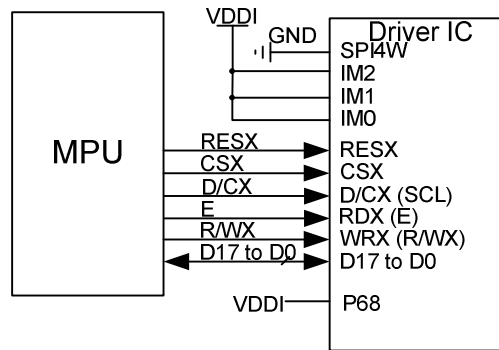 VDDI
Driver IC
GND
SPI4W
IM2
IM1
IM0
MPU
RESX
RESX
CSX
CSX
D/CX
D/CX (SCL)
E
RDX (E)
R/WX
WRX (R/WX)
D17 to D0
D17 to D0
VDDI
P68